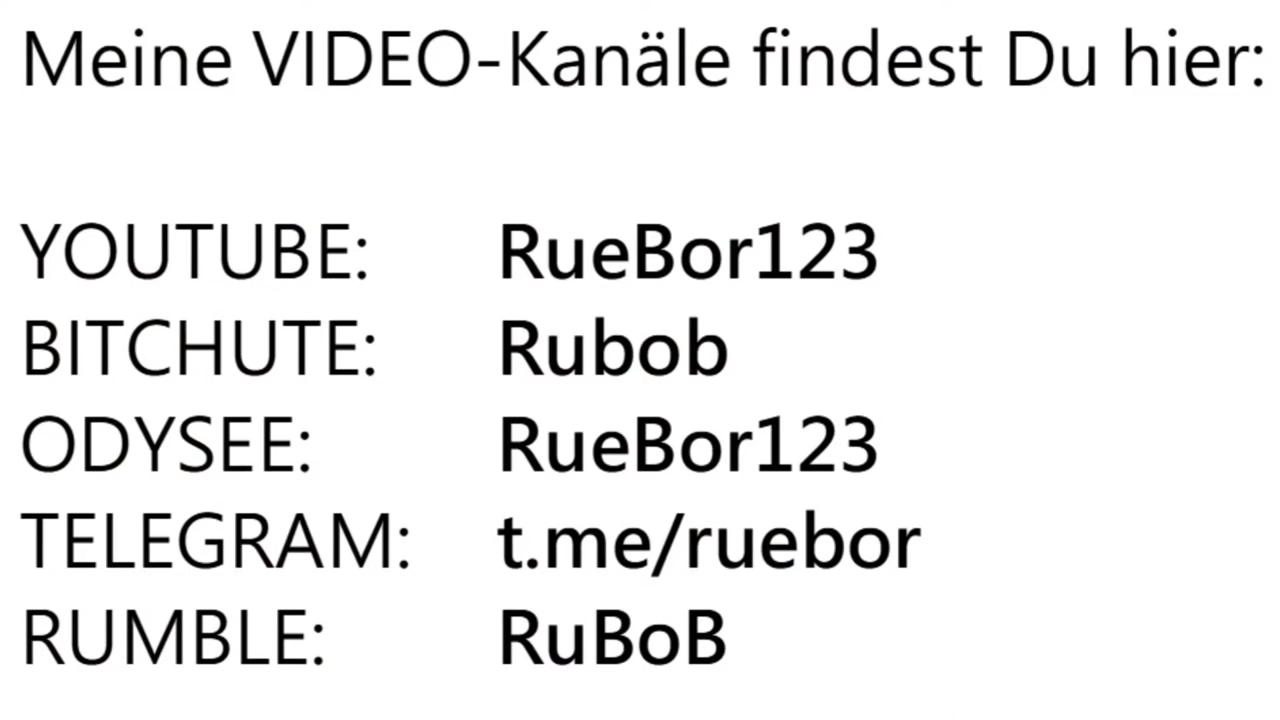 Meine VIDEO-Kanäle findest Du hier:
YOUTUBE: RueBor123
BITCHUTE: Rubob
ODYSEE: RueBor123
TELEGRAM: t.me/ruebor
RUMBLE: RuBoB